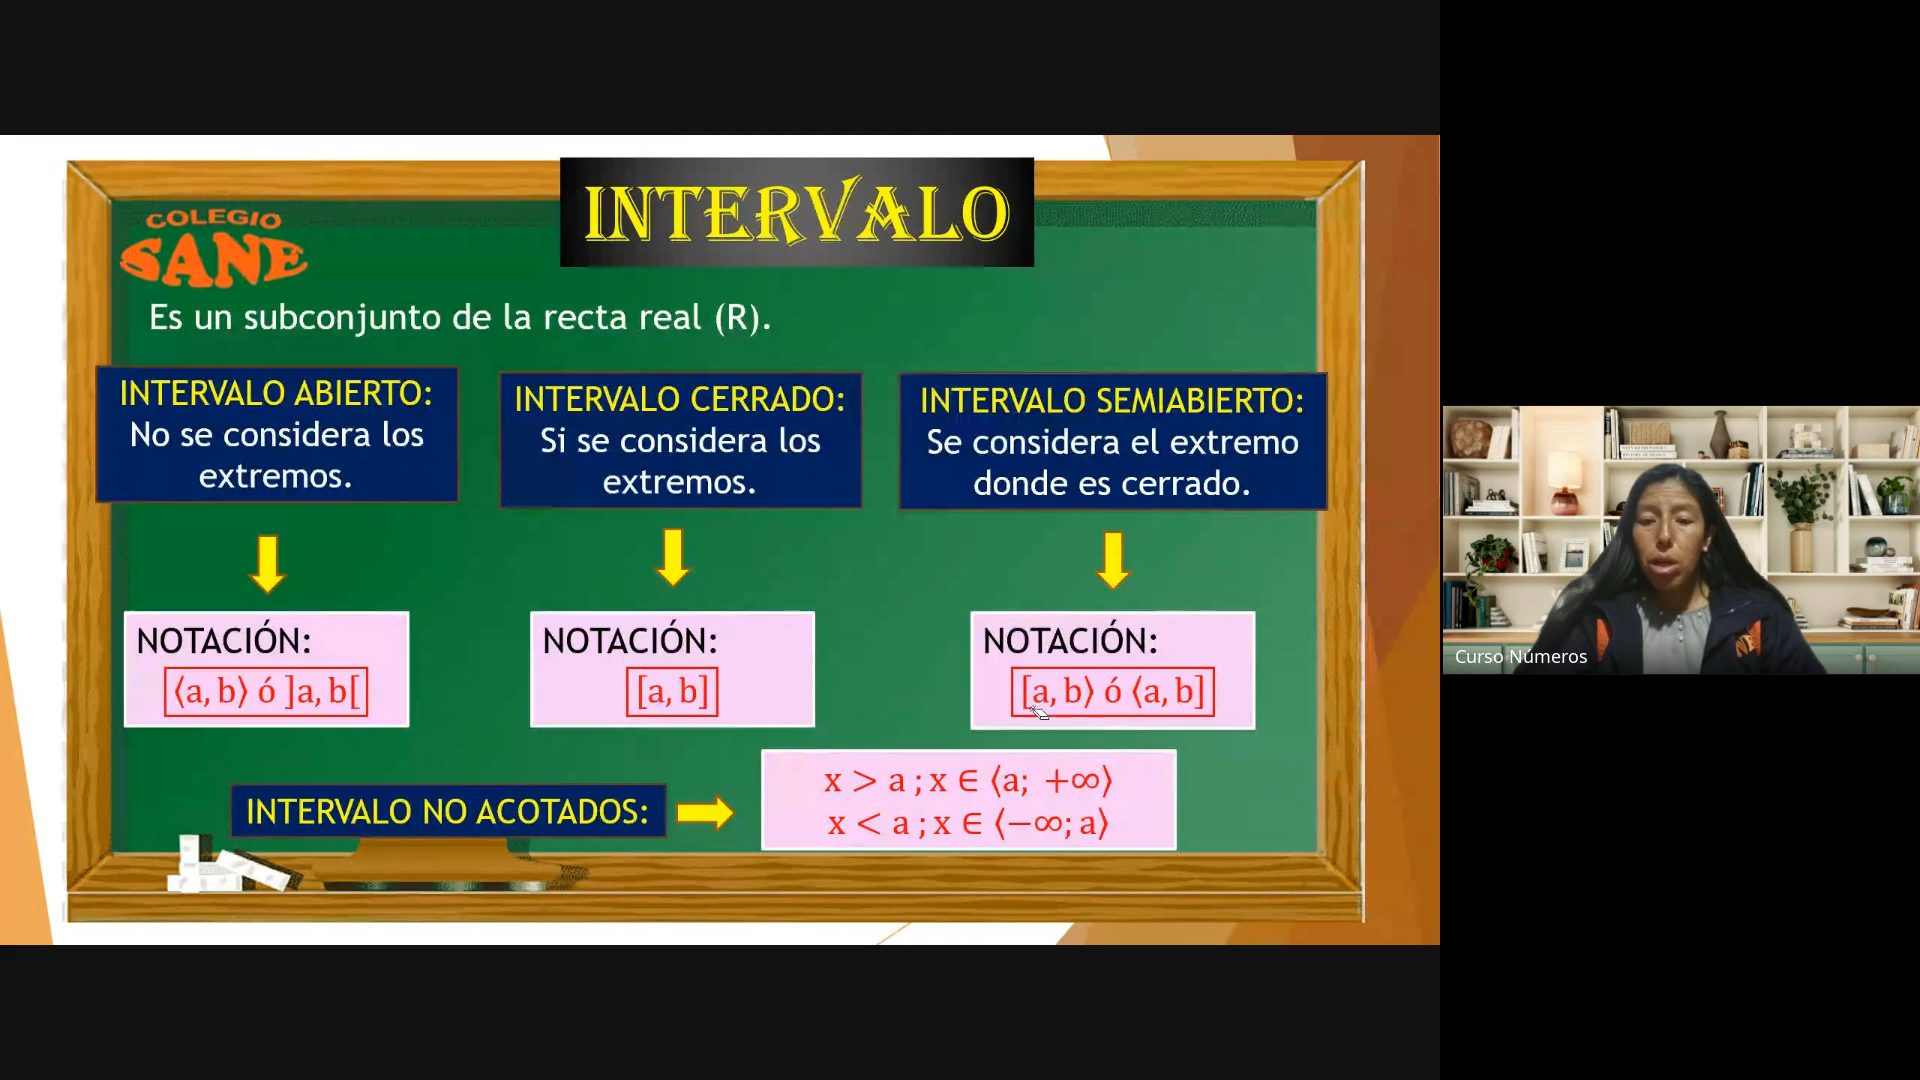 INTERVALO
COLEGIO
SANE
Es un subconjunto de la recta real (R).
INTERVALO ABIERTO:
No se considera los
extremos.
INTERVALO CERRADO:
Si se considera los
extremos.
INTERVALO SEMIABIERTO:
Se considera el extremo
donde es cerrado.
NOTACIÓN:
⟨a, b⟩ ó ]a, b[
NOTACIÓN:
[a, b]
NOTACIÓN:
[a, b⟩ ó ⟨a, b]
INTERVALO NO ACOTADOS:
x > a ; x ∈ ⟨a; +∞⟩
x < a ; x ∈ ⟨−∞; a⟩
Curso Números